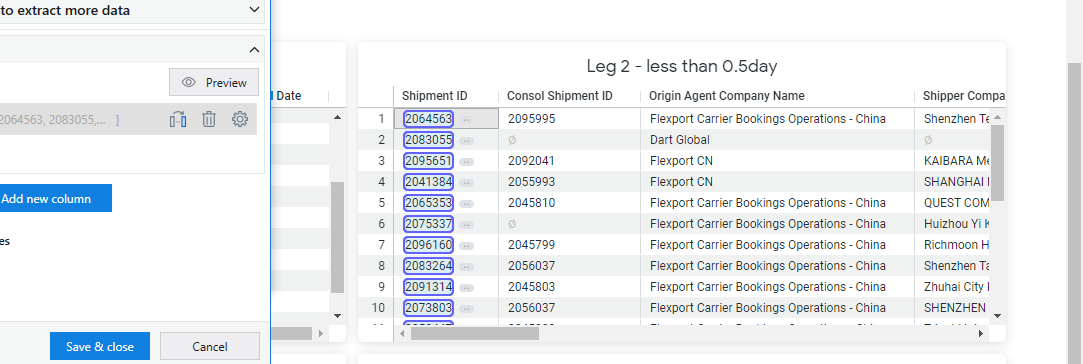 to extract more data
Preview
2064563, 2083055,... ]
Add new column
es
Save & close
Cancel
d Date
Leg 2 - less than 0.5day
Shipment ID Consol Shipment ID Origin Agent Company Name Shipper Compa
1 2064563 2095995 Flexport Carrier Bookings Operations - China Shenzhen Te
2 2083055 ∅ Dart Global ∅
3 2095651 2092041 Flexport CN KAIBARA Me
4 2041384 2055993 Flexport CN SHANGHAI I
5 2065353 2045810 Flexport Carrier Bookings Operations - China QUEST COM
6 2075337 ∅ Flexport Carrier Bookings Operations - China Huizhou Yi K
7 2096160 2045799 Flexport Carrier Bookings Operations - China Richmoon H
8 2083264 2056037 Flexport Carrier Bookings Operations - China Shenzhen Ta
9 2091314 2045803 Flexport Carrier Bookings Operations - China Zhuhai City
10 2073803 2056037 Flexport Carrier Bookings Operations - China SHENZHEN